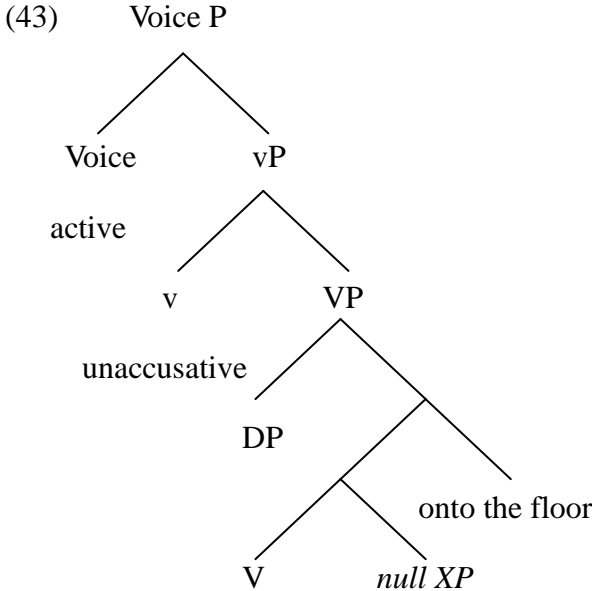 (43) Voice P
Voice vP
active
v VP
unaccusative
DP
onto the floor
V null XP